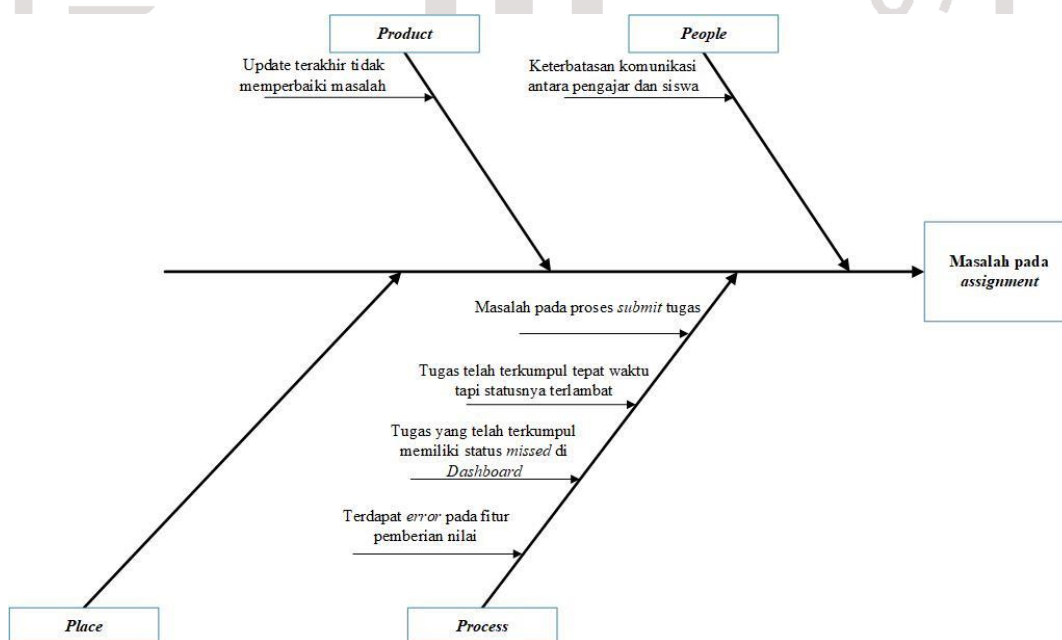 Product
People
Update terakhir tidak
memperbaiki masalah
Keterbatasan komunikasi
antara pengajar dan siswa
Masalah pada
assignment
Masalah pada proses submit tugas
Tugas telah terkumpul tepat waktu
tapi statusnya terlambat
Tugas yang telah terkumpul
memiliki status missed di
Dashboard
Terdapat error pada fitur
pemberian nilai
Place
Process